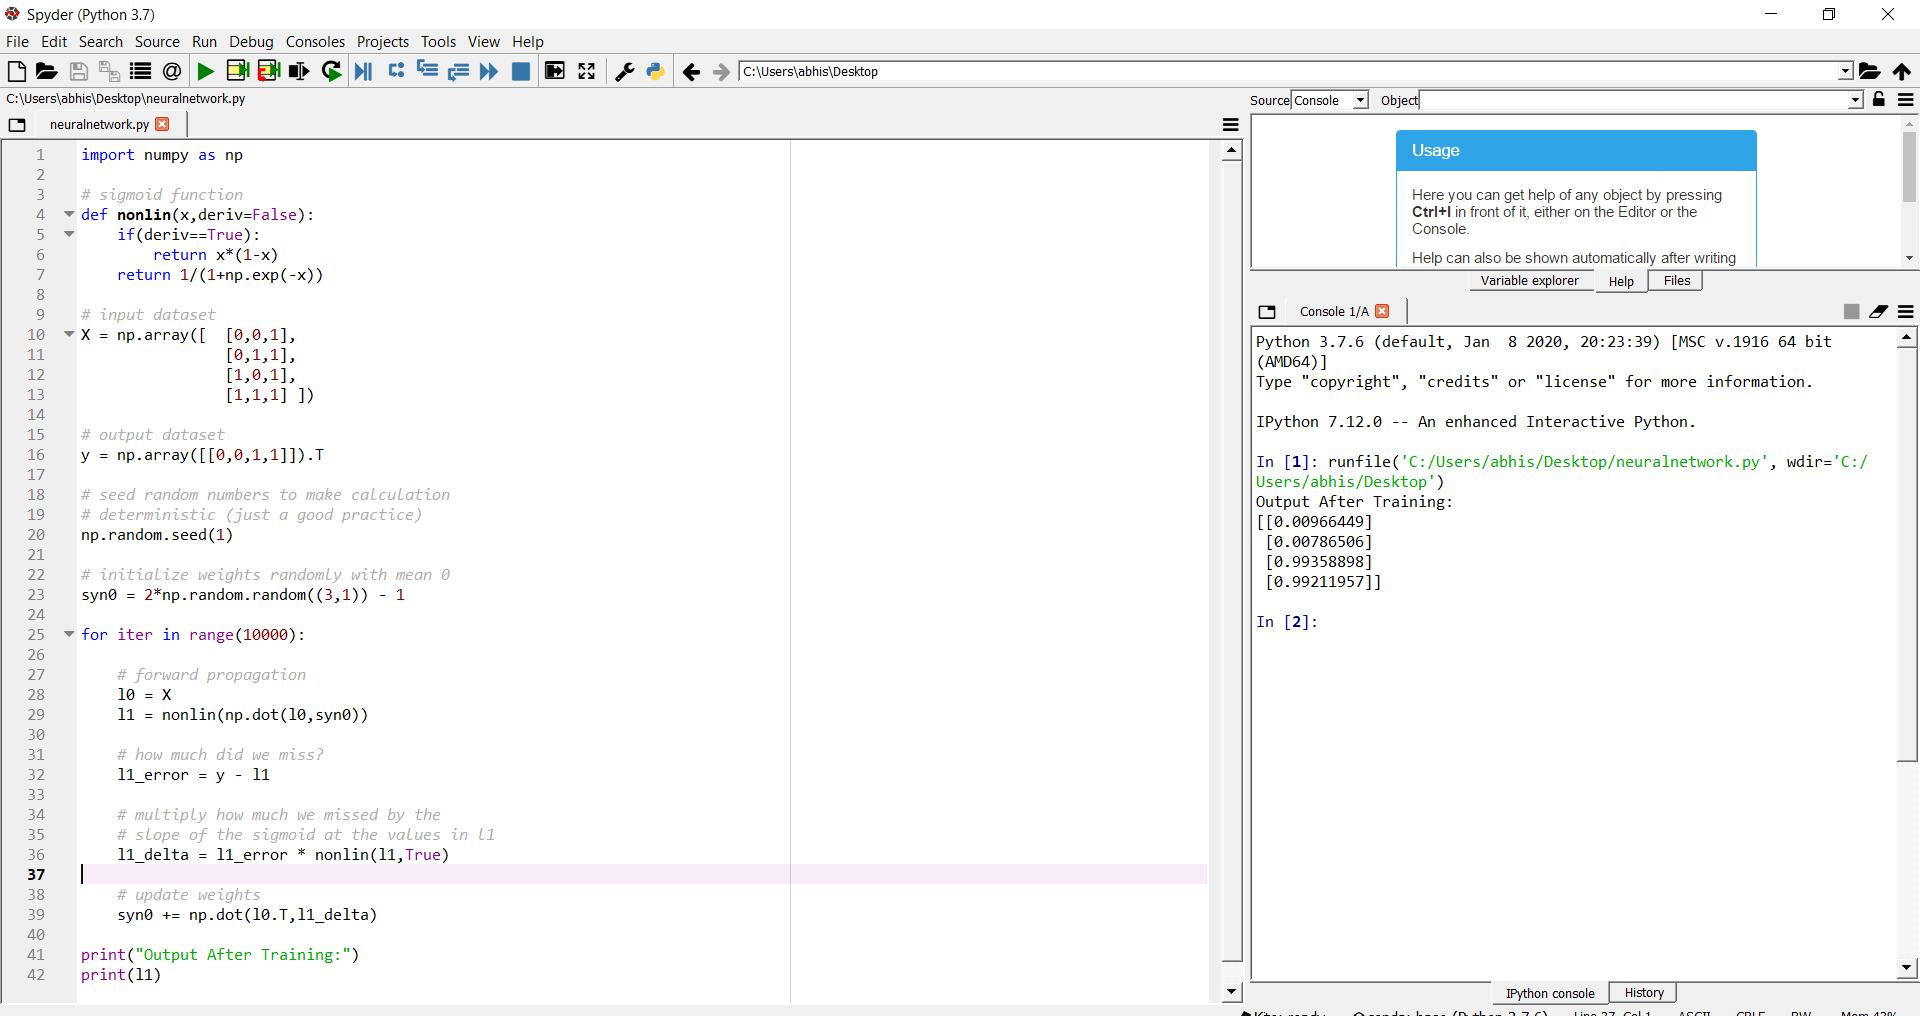 Spyder (Python 3.7)
File Edit Search Source Run Debug Consoles Projects Tools View Help
C:\Users\abhis\Desktop
C:\Users\abhis\Desktop\neuralnetwork.py
neuralnetwork.py
1 import numpy as np
2
3 # sigmoid function
4 def nonlin(x,deriv=False):
5     if(deriv==True):
6         return x*(1-x)
7     return 1/(1+np.exp(-x))
8
9 # input dataset
10 X = np.array([  [0,0,1],
11                 [0,1,1],
12                 [1,0,1],
13                 [1,1,1] ])
14
15 # output dataset
16 y = np.array([[0,0,1,1]]).T
17
18 # seed random numbers to make calculation
19 # deterministic (just a good practice)
20 np.random.seed(1)
21
22 # initialize weights randomly with mean 0
23 syn0 = 2*np.random.random((3,1)) - 1
24
25 for iter in range(10000):
26
27     # forward propagation
28     l0 = X
29     l1 = nonlin(np.dot(l0,syn0))
30
31     # how much did we miss?
32     l1_error = y - l1
33
34     # multiply how much we missed by the
35     # slope of the sigmoid at the values in l1
36     l1_delta = l1_error * nonlin(l1,True)
37
38     # update weights
39     syn0 += np.dot(l0.T,l1_delta)
40
41 print("Output After Training:")
42 print(l1)
Source Console Object
Usage
Here you can get help of any object by pressing
Ctrl+I in front of it, either on the Editor or the
Console.
Help can also be shown automatically after writing
Variable explorer Help Files
Console 1/A
Python 3.7.6 (default, Jan  8 2020, 20:23:39) [MSC v.1916 64 bit
(AMD64)]
Type "copyright", "credits" or "license" for more information.
IPython 7.12.0 -- An enhanced Interactive Python.
In [1]: runfile('C:/Users/abhis/Desktop/neuralnetwork.py', wdir='C:/
Users/abhis/Desktop')
Output After Training:
[[0.00966449]
 [0.00786506]
 [0.99358898]
 [0.99211957]]
In [2]:
IPython console History